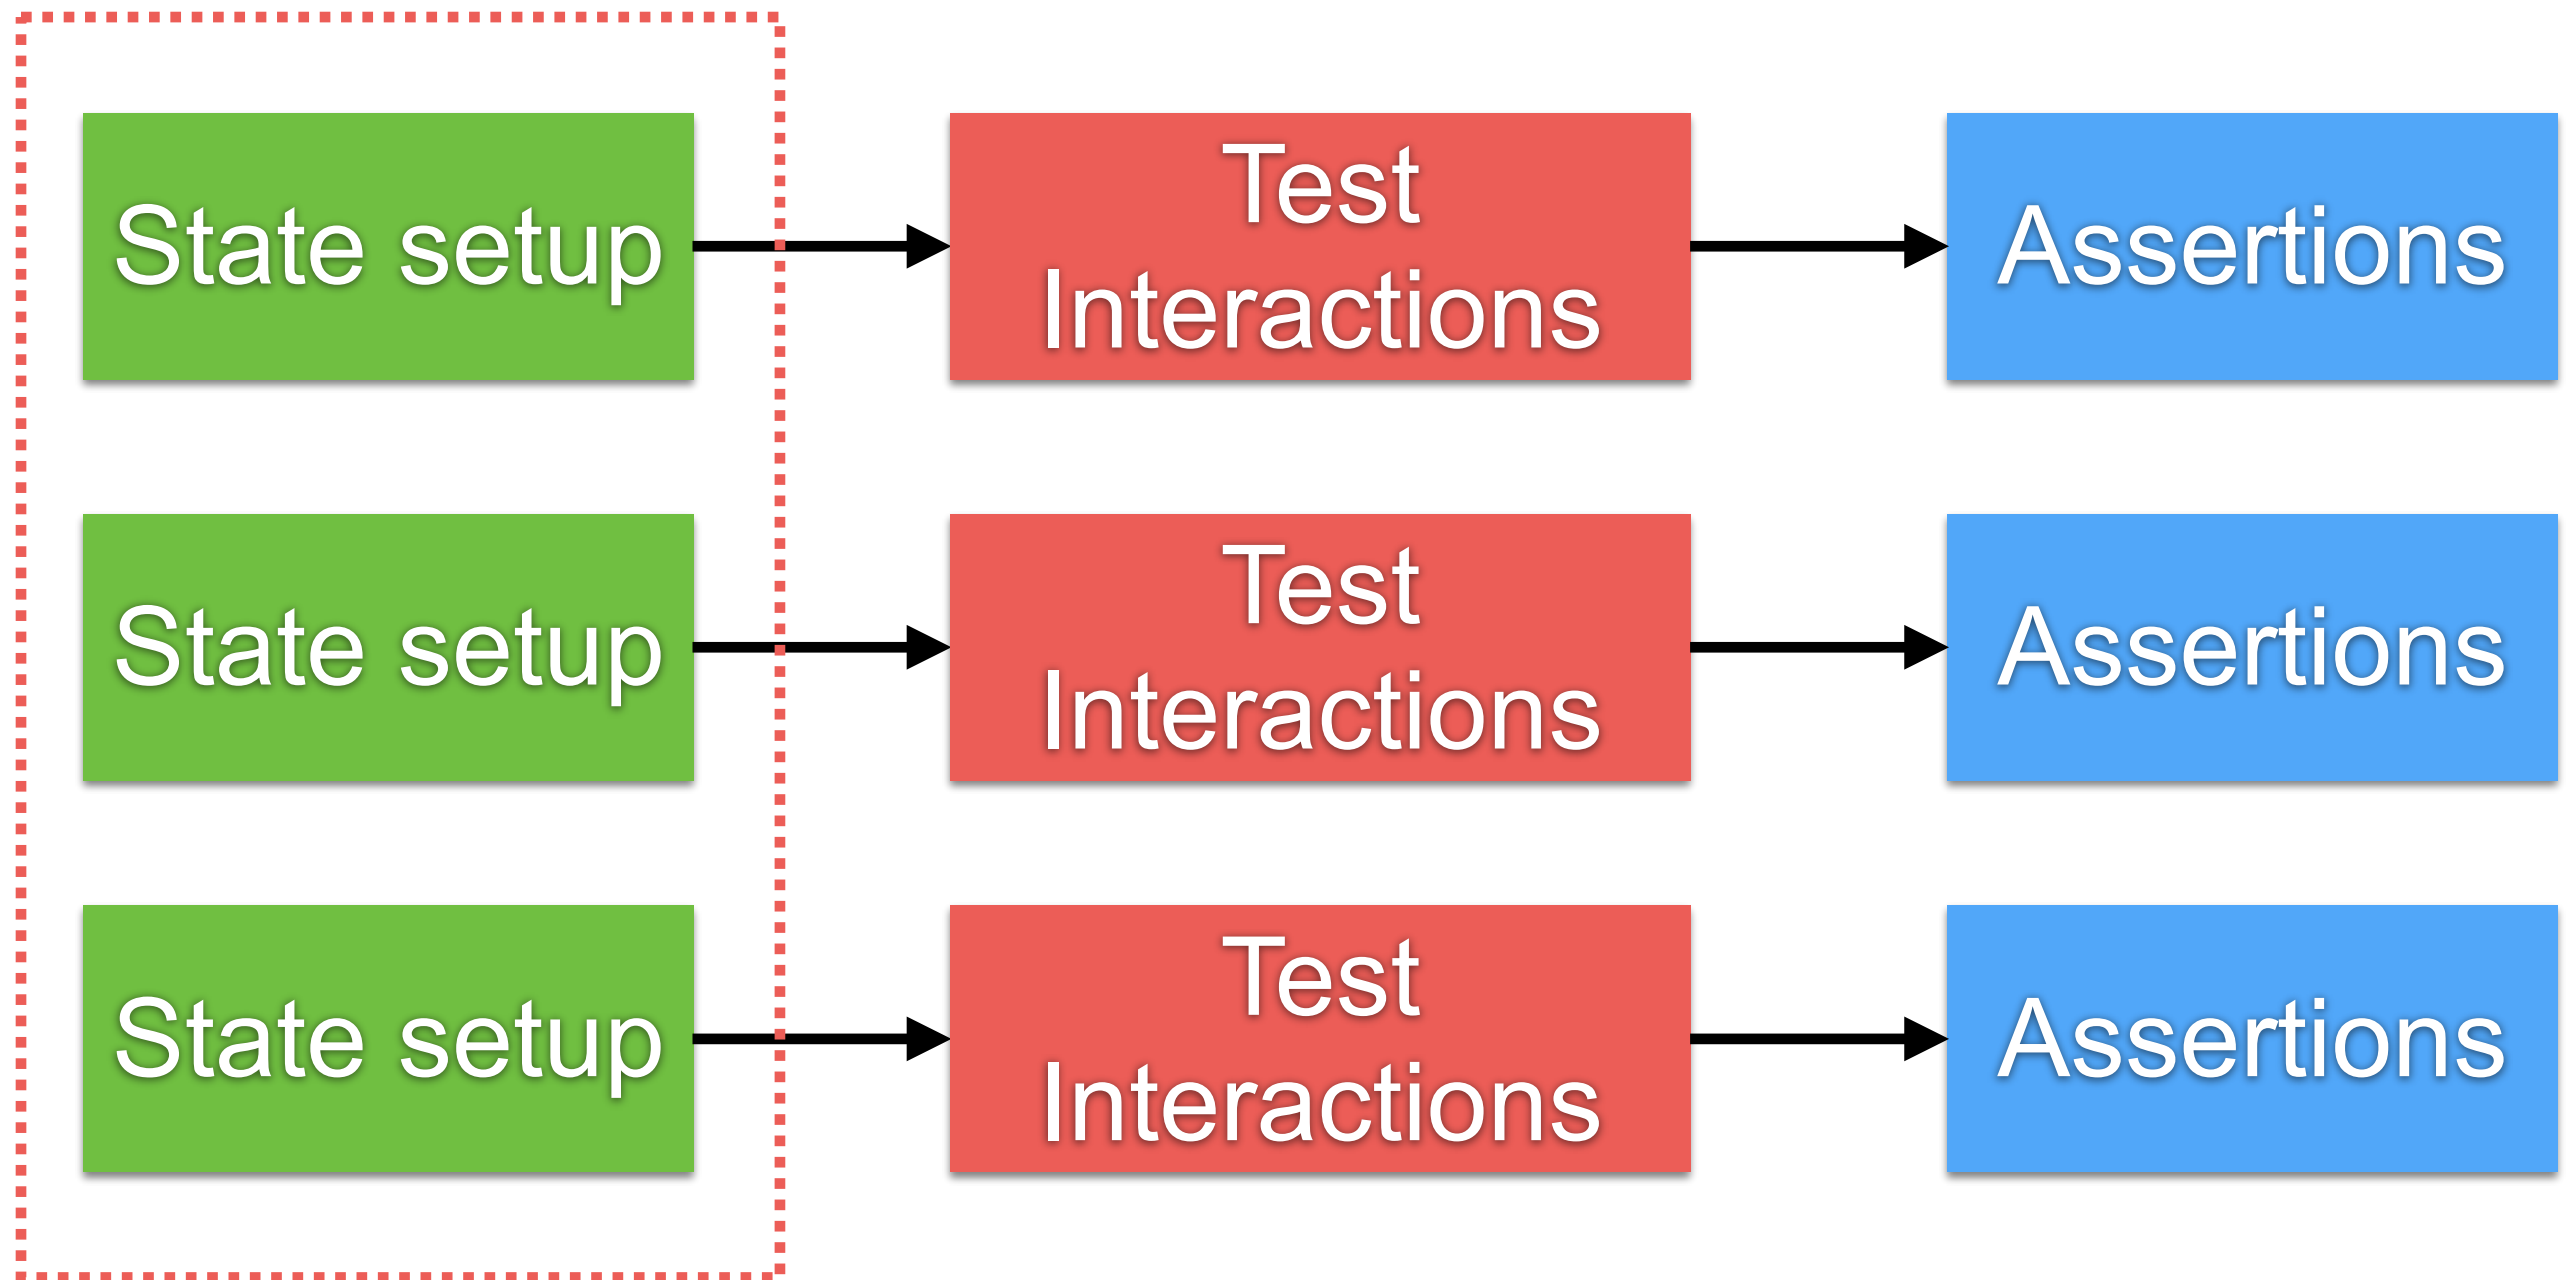 State setup
Test
Interactions
Assertions
State setup
Test
Interactions
Assertions
State setup
Test
Interactions
Assertions